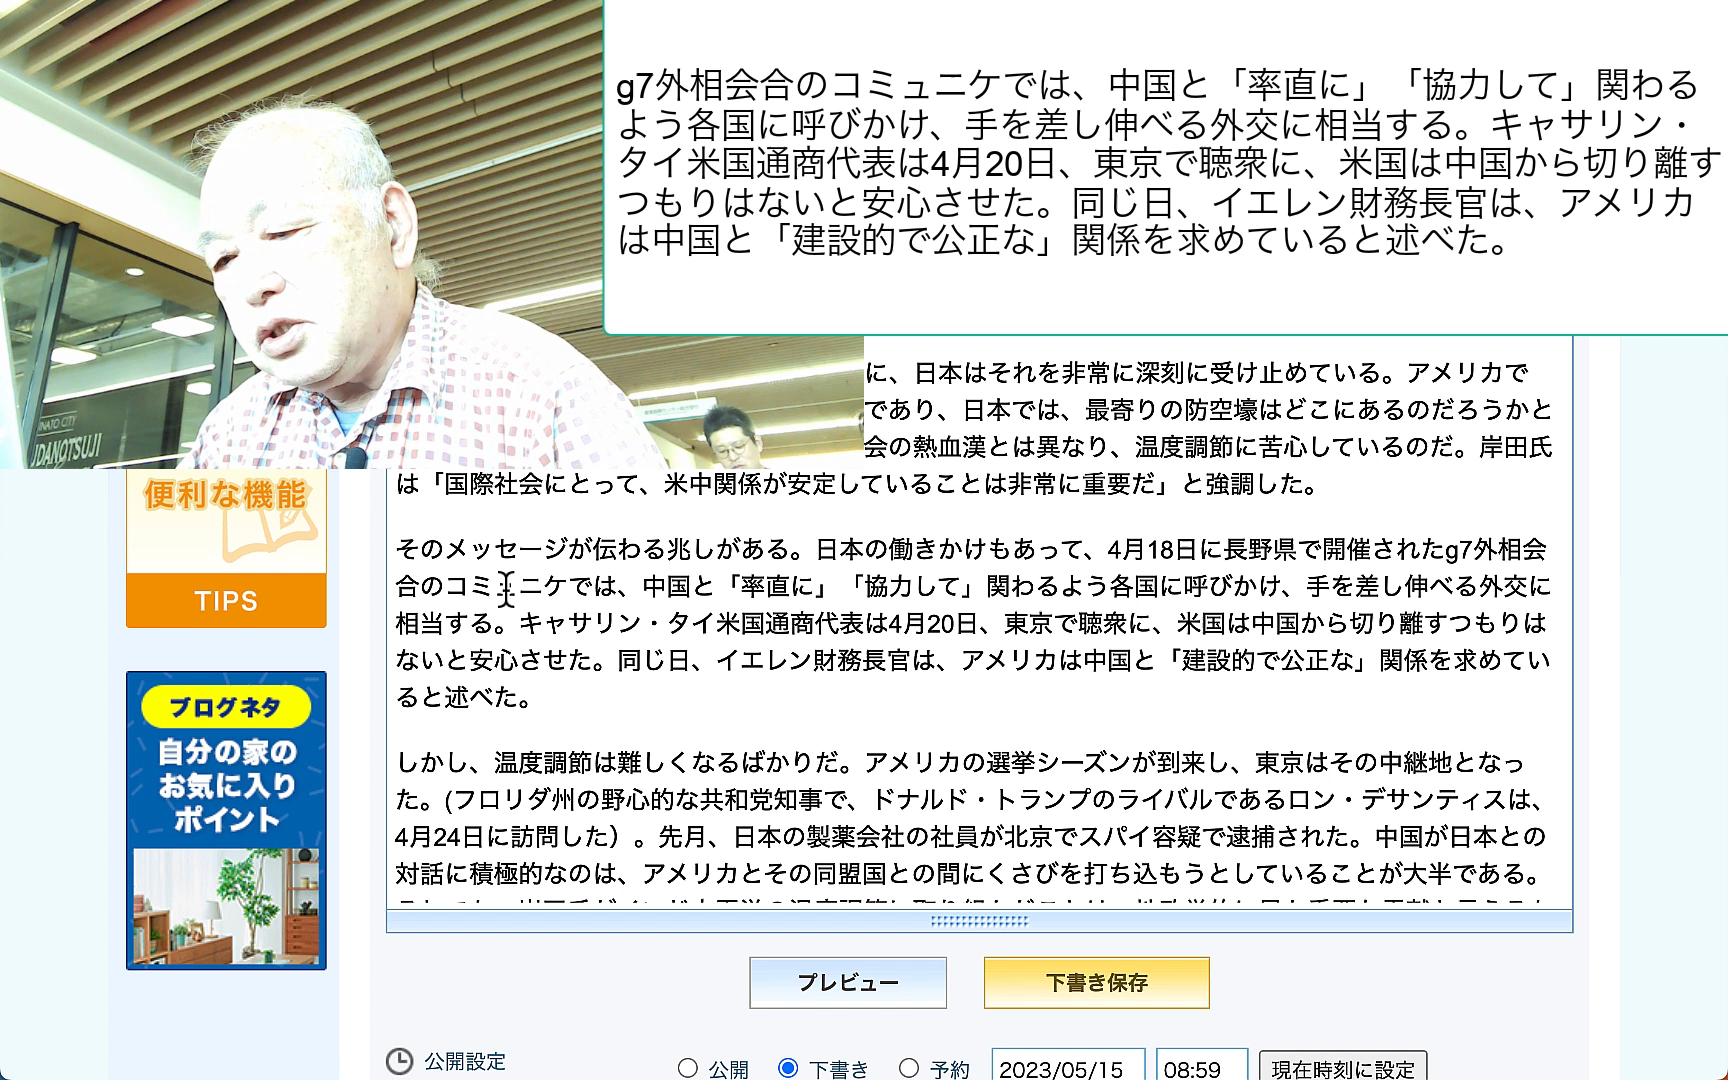 g7外相会合のコミュニケでは、中国と「率直に」「協力して」関わる
よう各国に呼びかけ、手を差し伸べる外交に相当する。キャサリン・
タイ米国通商代表は4月20日、東京で聴衆に、米国は中国から切り離す
つもりはないと安心させた。同じ日、イエレン財務長官は、アメリカ
は中国と「建設的で公正な」関係を求めていると述べた。
に、日本はそれを非常に深刻に受け止めている。アメリカで
であり、日本では、最寄りの防空壕はどこにあるのだろうかと
会の熱血漢とは異なり、温度調節に苦心しているのだ。岸田氏
は「国際社会にとって、米中関係が安定していることは非常に重要だ」と強調した。
そのメッセージが伝わる兆しがある。日本の働きかけもあって、4月18日に長野県で開催されたg7外相会
合のコミュニケでは、中国と「率直に」「協力して」関わるよう各国に呼びかけ、手を差し伸べる外交に
相当する。キャサリン・タイ米国通商代表は4月20日、東京で聴衆に、米国は中国から切り離すつもりは
ないと安心させた。同じ日、イエレン財務長官は、アメリカは中国と「建設的で公正な」関係を求めてい
ると述べた。
しかし、温度調節は難しくなるばかりだ。アメリカの選挙シーズンが到来し、東京はその中継地となっ
た。(フロリダ州の野心的な共和党知事で、ドナルド・トランプのライバルであるロン・デサンティスは、
4月24日に訪問した）。先月、日本の製薬会社の社員が北京でスパイ容疑で逮捕された。中国が日本との
対話に積極的なのは、アメリカとその同盟国との間にくさびを打ち込もうとしていることが大半である。
便利な機能
TIPS
ブログネタ
自分の家の
お気に入り
ポイント
プレビュー
下書き保存
公開設定
公開
下書き
予約
2023/05/15
08:59
現在時刻に設定
INATO CITY
UDANOTSUJI